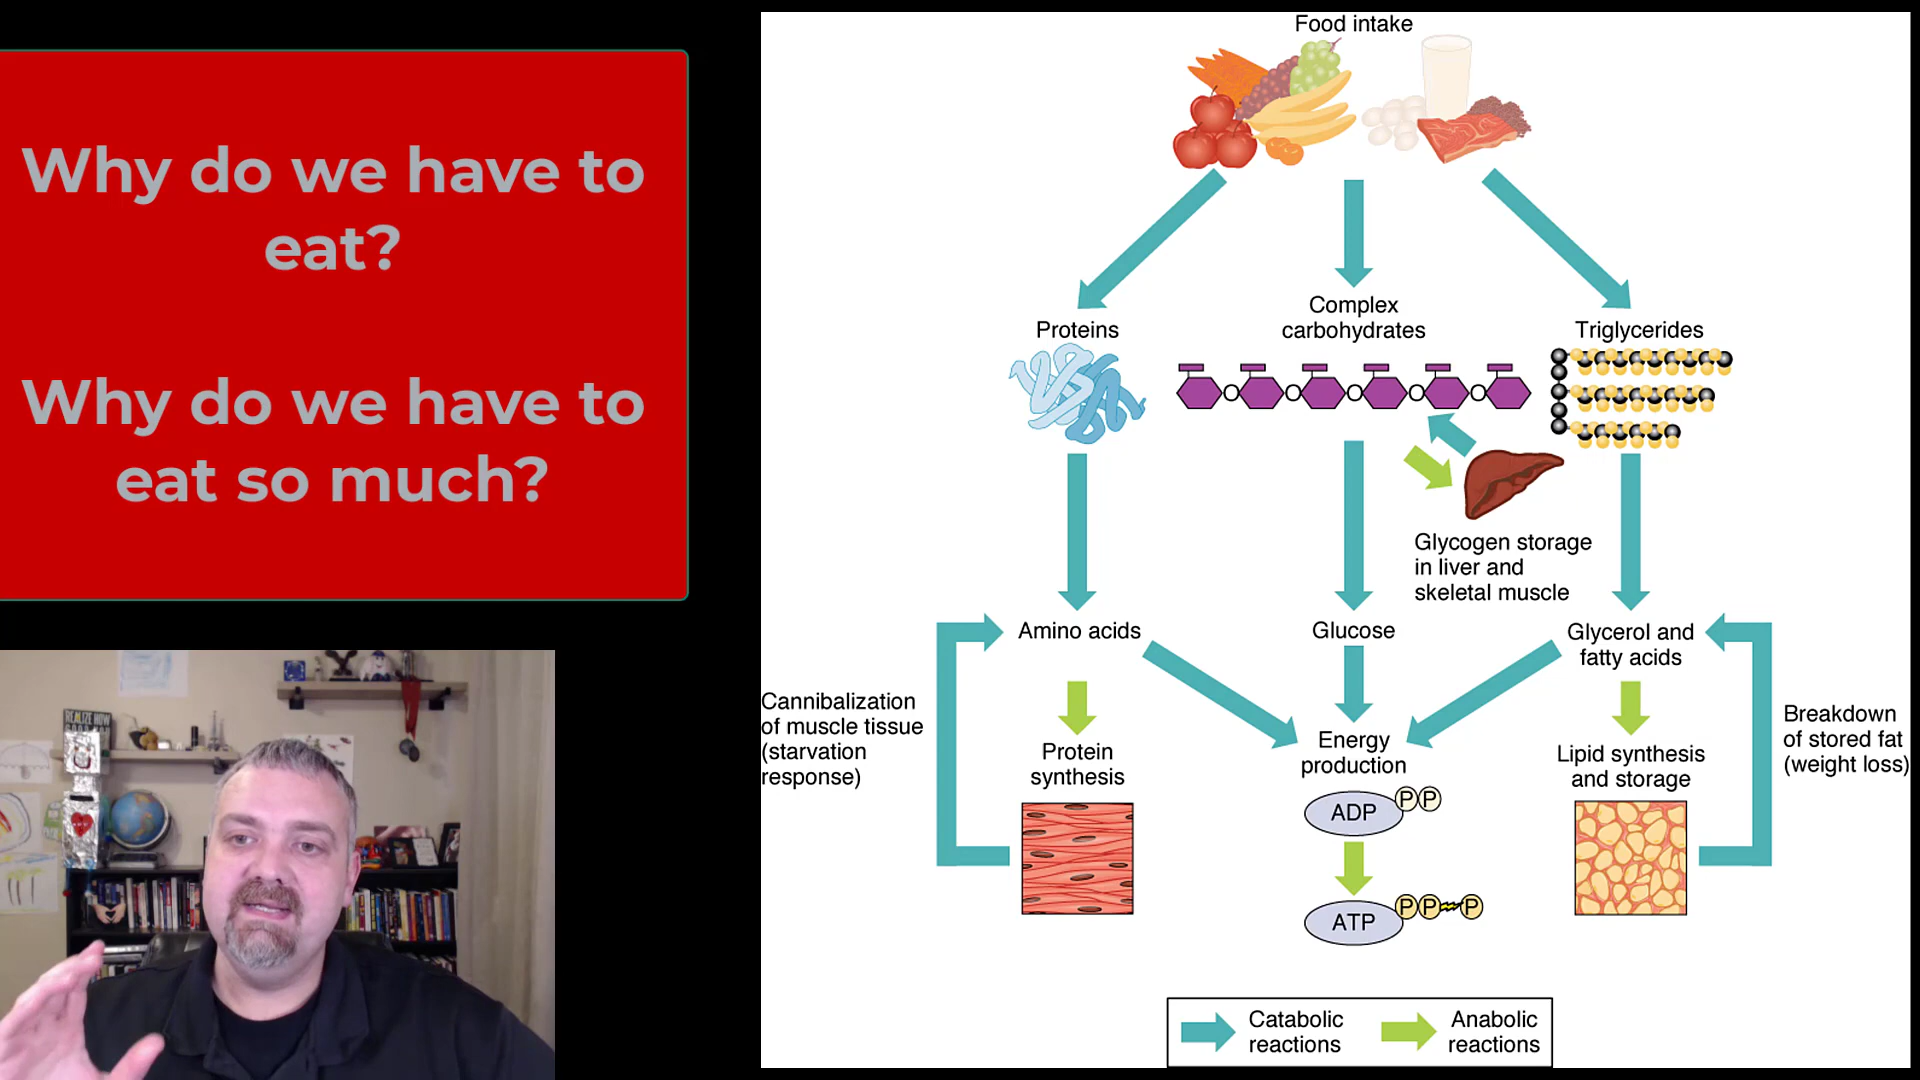 Why do we have to
eat?
Why do we have to
eat so much?
Food intake
Proteins
Complex
carbohydrates
Triglycerides
O O O O O
Glycogen storage
in liver and
skeletal muscle
Amino acids
Glucose
Glycerol and
fatty acids
Cannibalization
of muscle tissue
(starvation
response)
Protein
synthesis
Energy
production
Lipid synthesis
and storage
Breakdown
of stored fat
(weight loss)
ADP P P
ATP P P P
Catabolic
reactions
Anabolic
reactions
REALIZE HOW